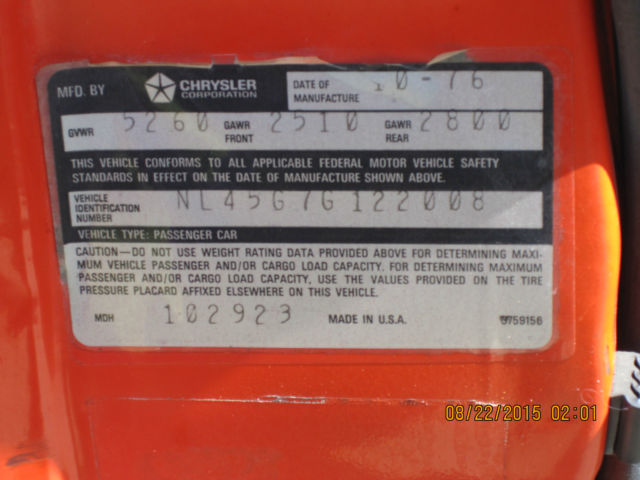 MFD. BY CHRYSLER CORPORATION DATE OF MANUFACTURE 10-76
GVWR 5260 GAWR FRONT 2510 GAWR REAR 2800
THIS VEHICLE CONFORMS TO ALL APPLICABLE FEDERAL MOTOR VEHICLE SAFETY
STANDARDS IN EFFECT ON THE DATE OF MANUFACTURE SHOWN ABOVE.
VEHICLE IDENTIFICATION NUMBER NL45G7G122008
VEHICLE TYPE: PASSENGER CAR
CAUTION—DO NOT USE WEIGHT RATING DATA PROVIDED ABOVE FOR DETERMINING MAXI-
MUM VEHICLE PASSENGER AND/OR CARGO LOAD CAPACITY. FOR DETERMINING MAXIMUM
PASSENGER AND/OR CARGO LOAD CAPACITY, USE THE VALUES PROVIDED ON THE TIRE
PRESSURE PLACARD AFFIXED ELSEWHERE ON THIS VEHICLE.
MDH 102923 MADE IN U.S.A.
08/22/2015 02:01